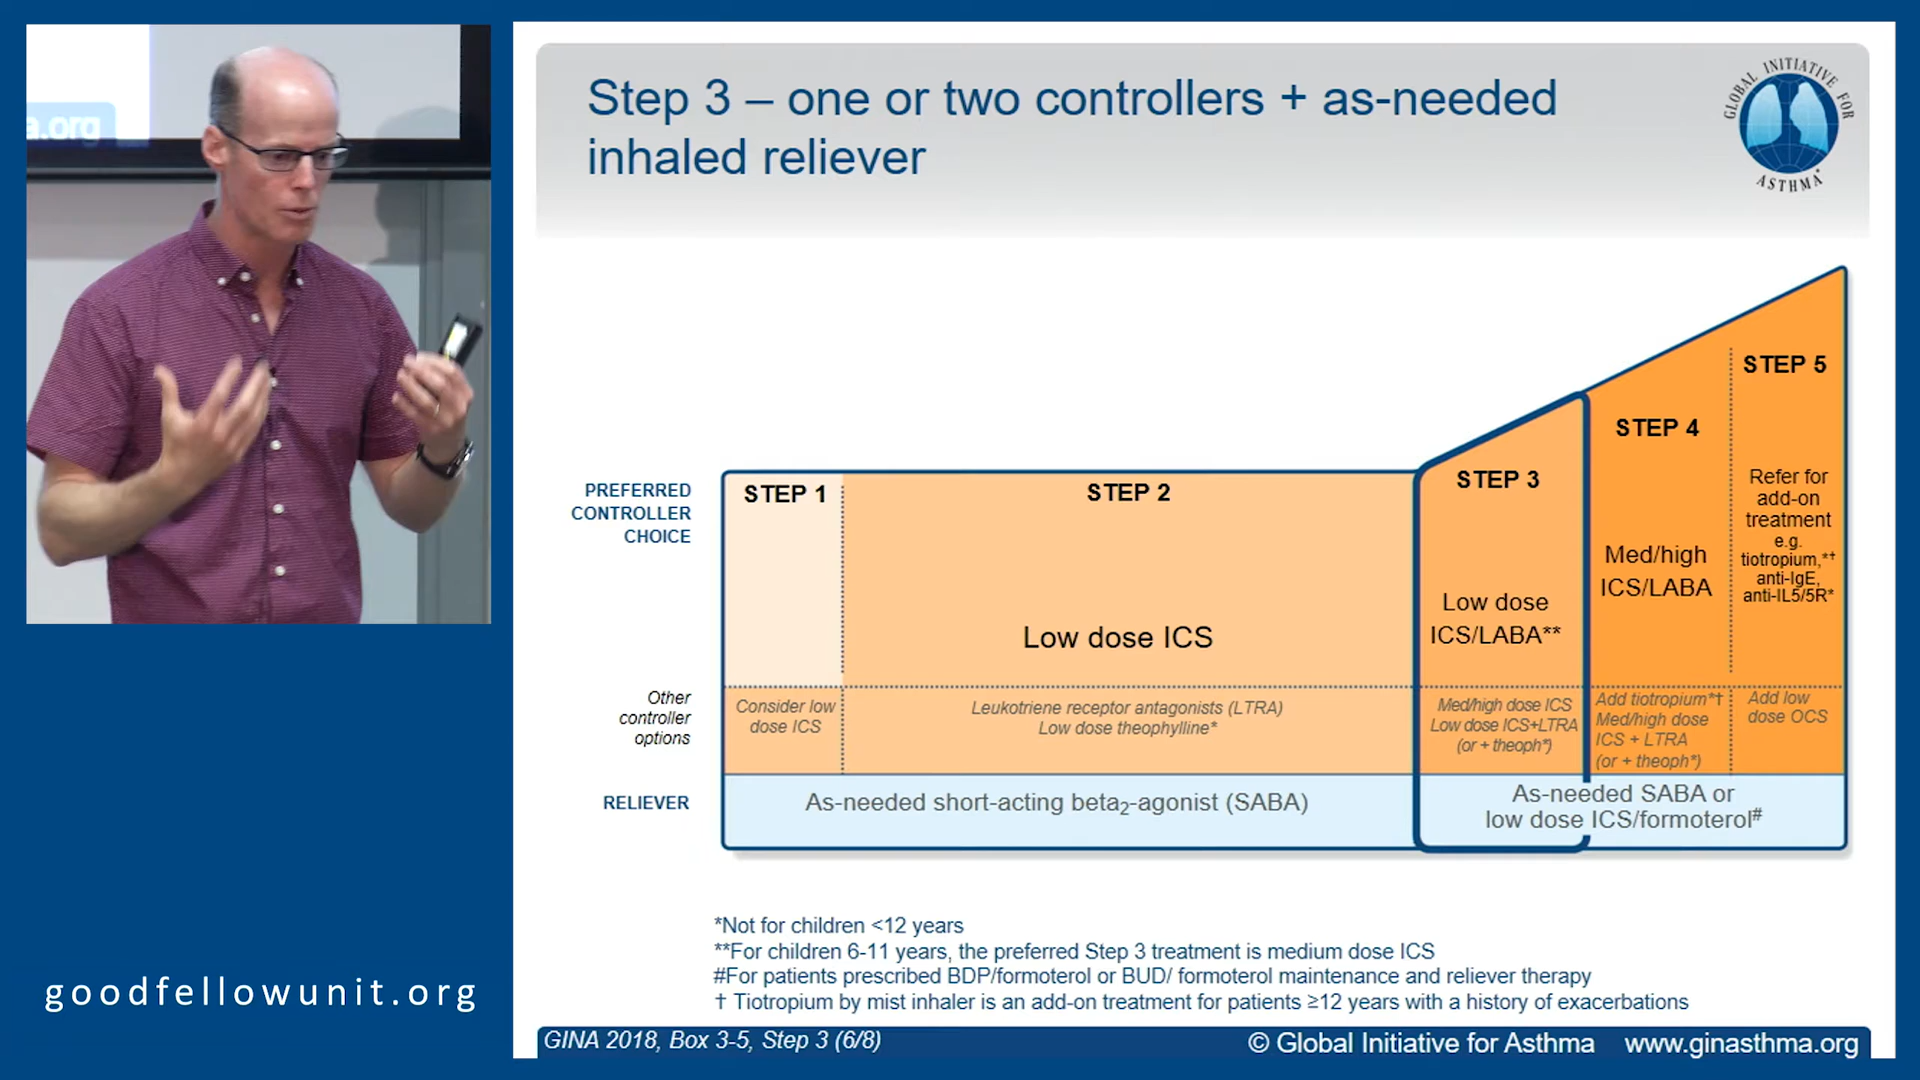 a.org
goodfellowunit.org
Step 3 – one or two controllers + as-needed
inhaled reliever
GLOBAL INITIATIVE FOR
ASTHMA
PREFERRED
CONTROLLER
CHOICE
STEP 1
STEP 2
Low dose ICS
STEP 3
Low dose
ICS/LABA**
STEP 4
Med/high
ICS/LABA
STEP 5
Refer for
add-on
treatment
e.g.
tiotropium,*†
anti-IgE,
anti-IL5/5R*
Other
controller
options
Consider low
dose ICS
Leukotriene receptor antagonists (LTRA)
Low dose theophylline*
Med/high dose ICS
Low dose ICS+LTRA
(or + theoph*)
Add tiotropium*†
Med/high dose
ICS + LTRA
(or + theoph*)
Add low
dose OCS
RELIEVER
As-needed short-acting beta₂-agonist (SABA)
As-needed SABA or
low dose ICS/formoterol#
*Not for children <12 years
**For children 6-11 years, the preferred Step 3 treatment is medium dose ICS
#For patients prescribed BDP/formoterol or BUD/ formoterol maintenance and reliever therapy
† Tiotropium by mist inhaler is an add-on treatment for patients ≥12 years with a history of exacerbations
GINA 2018, Box 3-5, Step 3 (6/8)
© Global Initiative for Asthma www.ginasthma.org